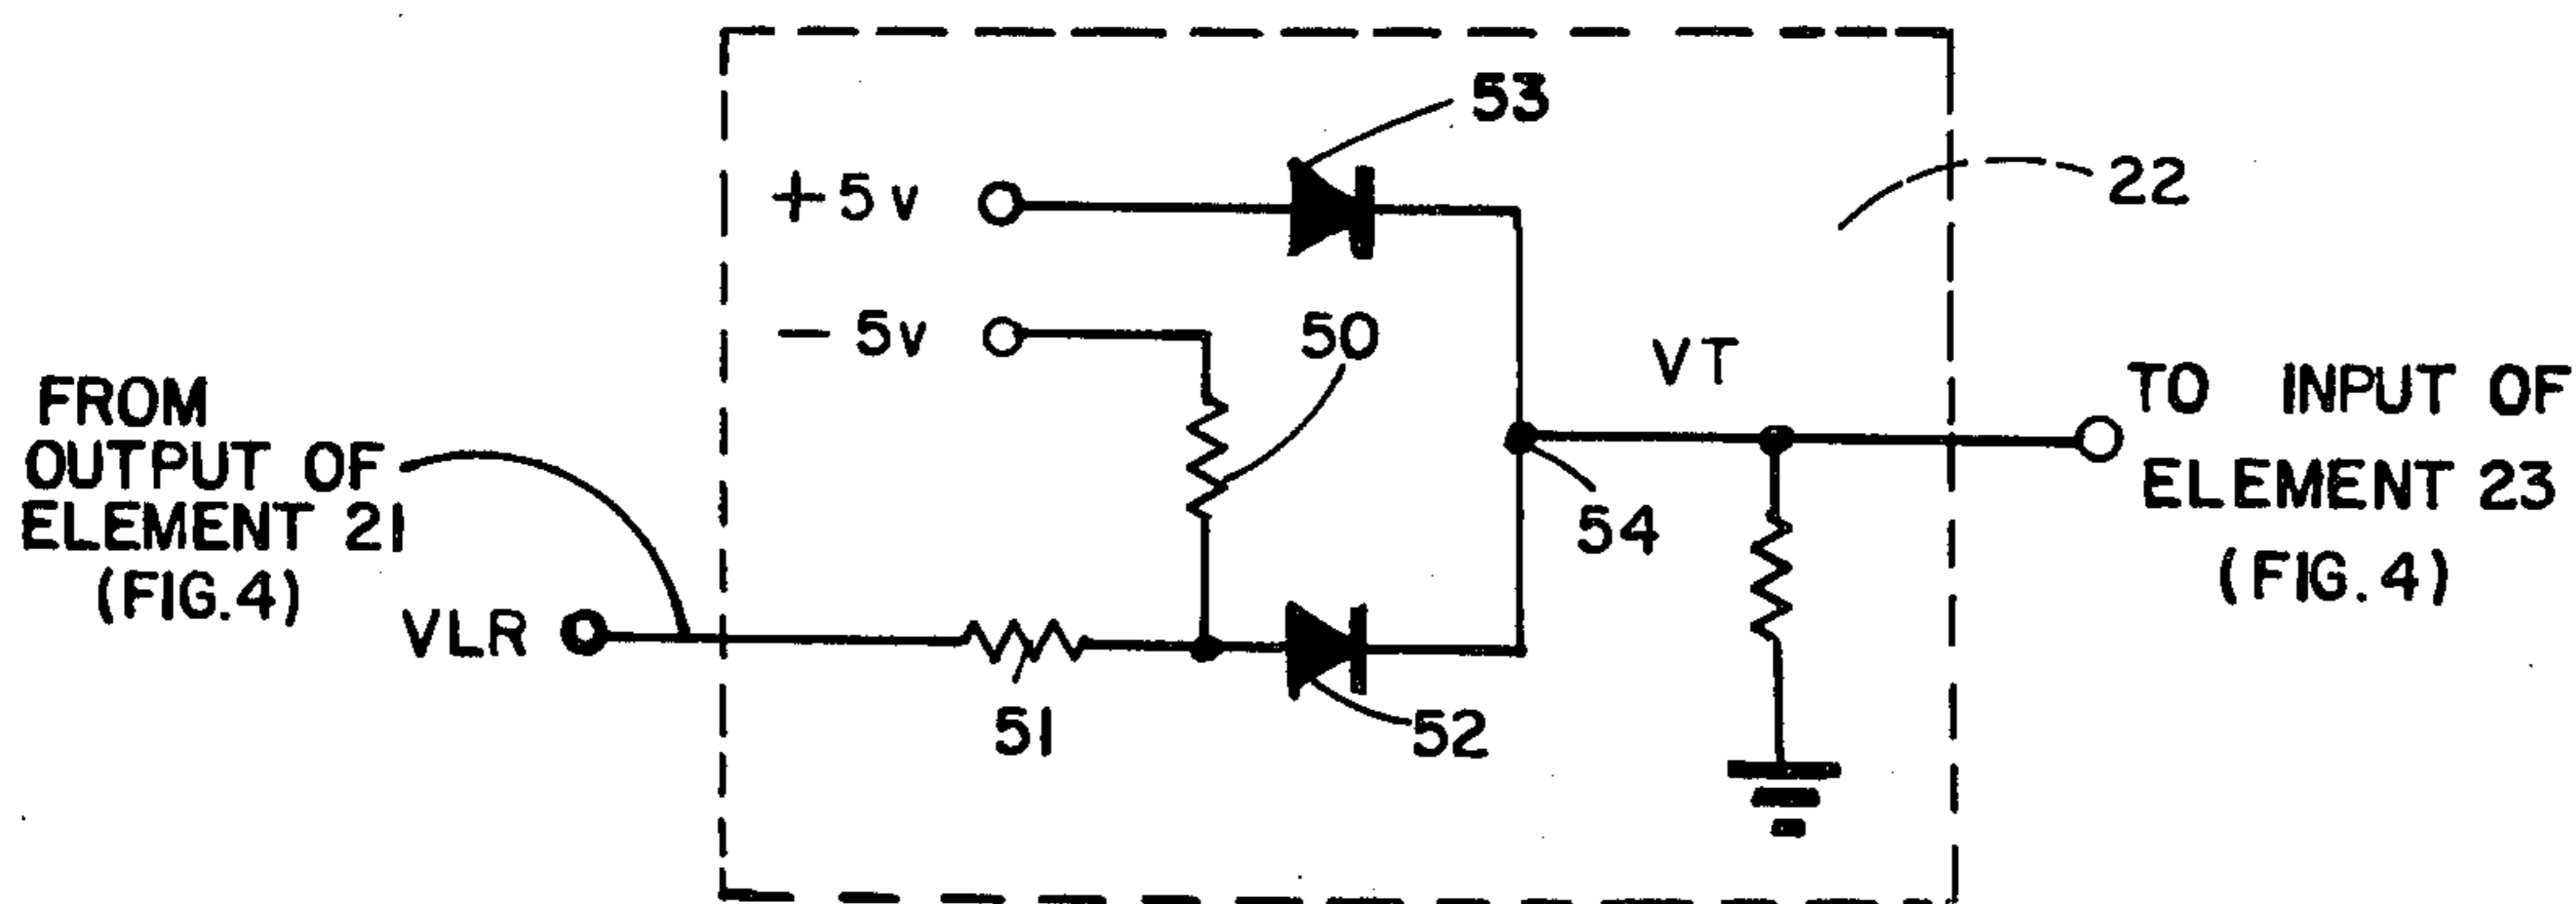 53
+5v
22
-5v
50
VT
FROM
OUTPUT OF
ELEMENT 21
(FIG.4)
TO INPUT OF
ELEMENT 23
(FIG.4)
54
VLR
51
52